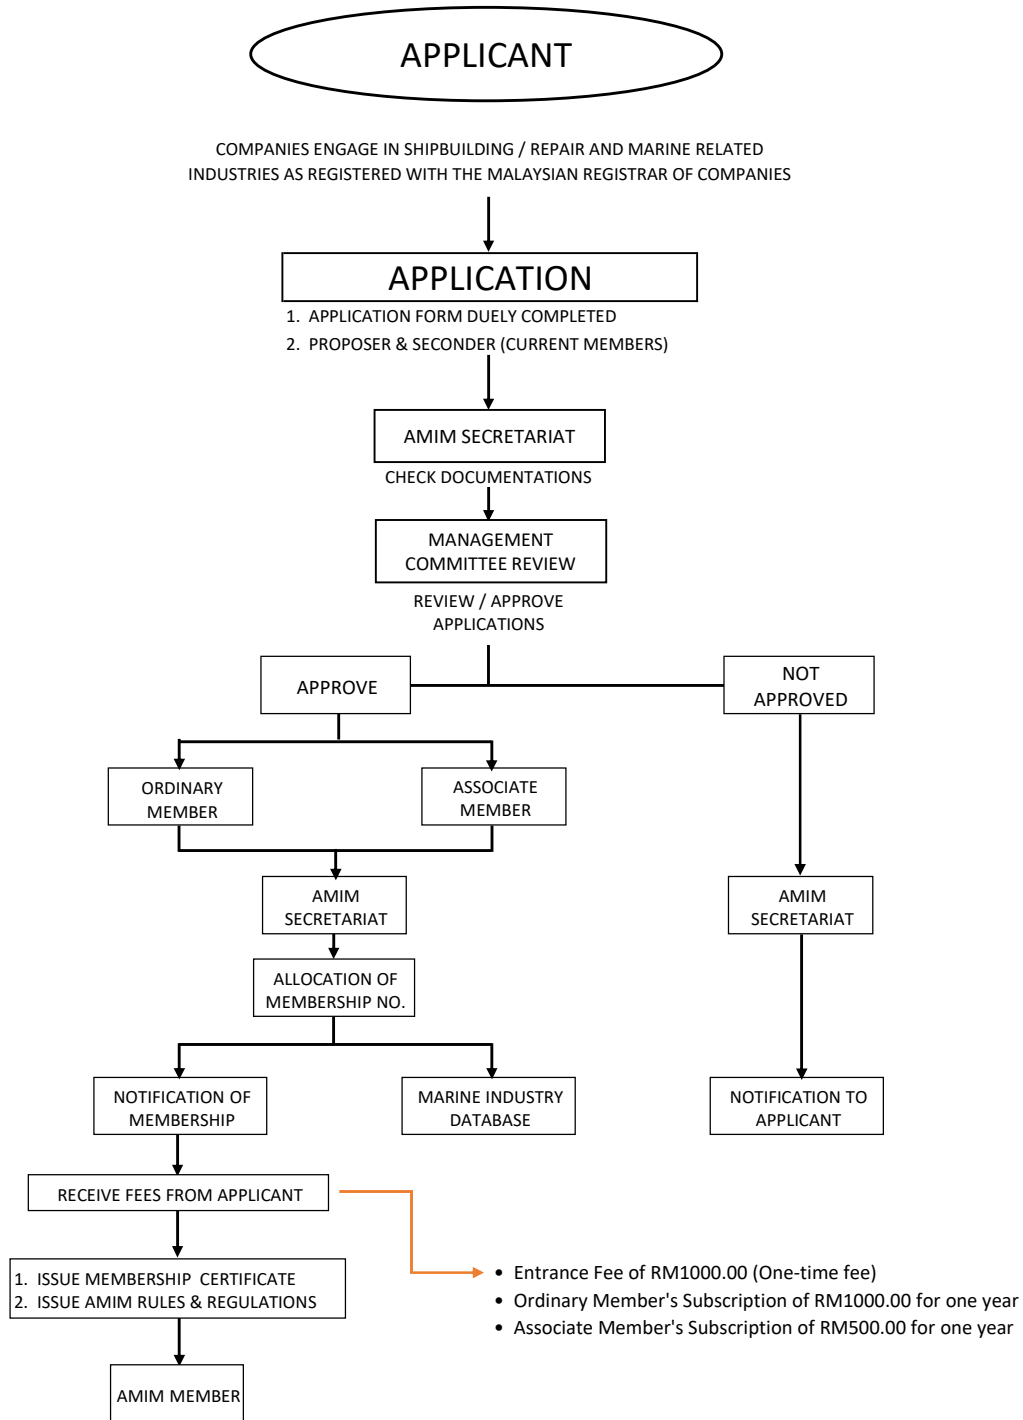 APPLICANT
COMPANIES ENGAGE IN SHIPBUILDING / REPAIR AND MARINE RELATED
INDUSTRIES AS REGISTERED WITH THE MALAYSIAN REGISTRAR OF COMPANIES
APPLICATION
1. APPLICATION FORM DUELY COMPLETED
2. PROPOSER & SECONDER (CURRENT MEMBERS)
AMIM SECRETARIAT
CHECK DOCUMENTATIONS
MANAGEMENT
COMMITTEE REVIEW
REVIEW / APPROVE
APPLICATIONS
APPROVE
NOT
APPROVED
ORDINARY
MEMBER
ASSOCIATE
MEMBER
AMIM
SECRETARIAT
AMIM
SECRETARIAT
ALLOCATION OF
MEMBERSHIP NO.
NOTIFICATION OF
MEMBERSHIP
MARINE INDUSTRY
DATABASE
NOTIFICATION TO
APPLICANT
RECEIVE FEES FROM APPLICANT
1. ISSUE MEMBERSHIP CERTIFICATE
2. ISSUE AMIM RULES & REGULATIONS
• Entrance Fee of RM1000.00 (One-time fee)
• Ordinary Member's Subscription of RM1000.00 for one year
• Associate Member's Subscription of RM500.00 for one year
AMIM MEMBER